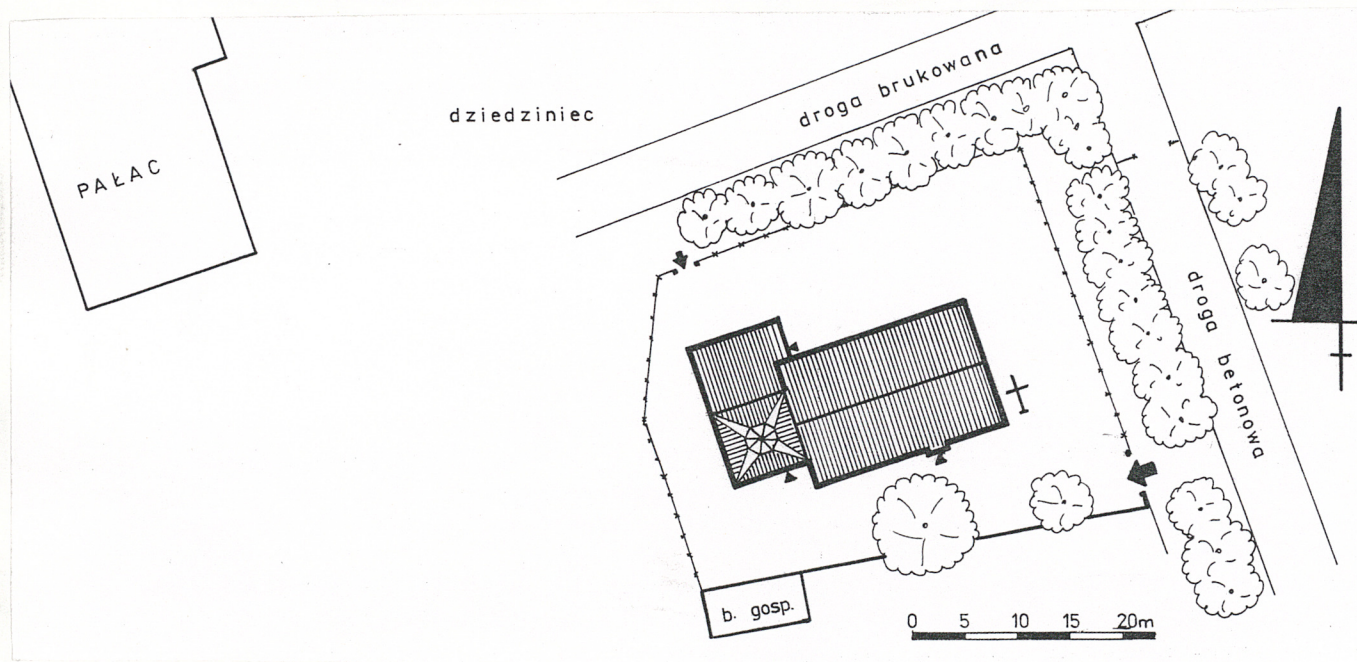 droga brukowana
dziedziniec
PAŁAC
droga betonowa
b. gosp.
0 5 10 15 20m